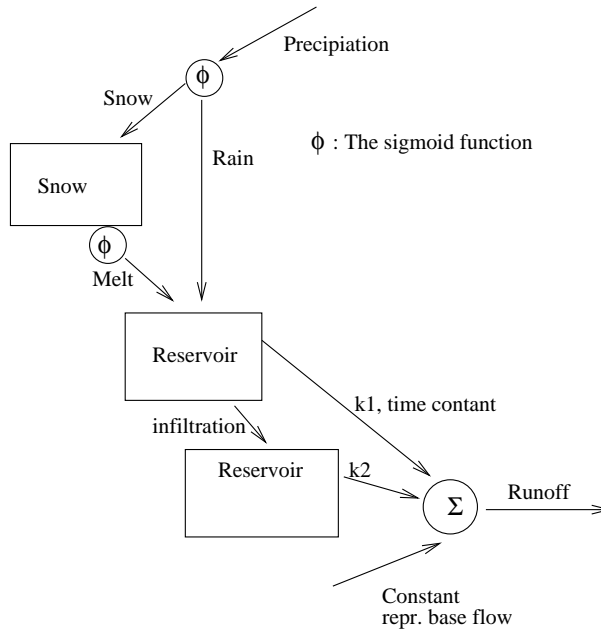 Precipiation
ϕ
Snow
ϕ : The sigmoid function
Rain
Snow
ϕ
Melt
Reservoir
k1, time contant
infiltration
Reservoir
k2
Runoff
Σ
Constant
repr. base flow